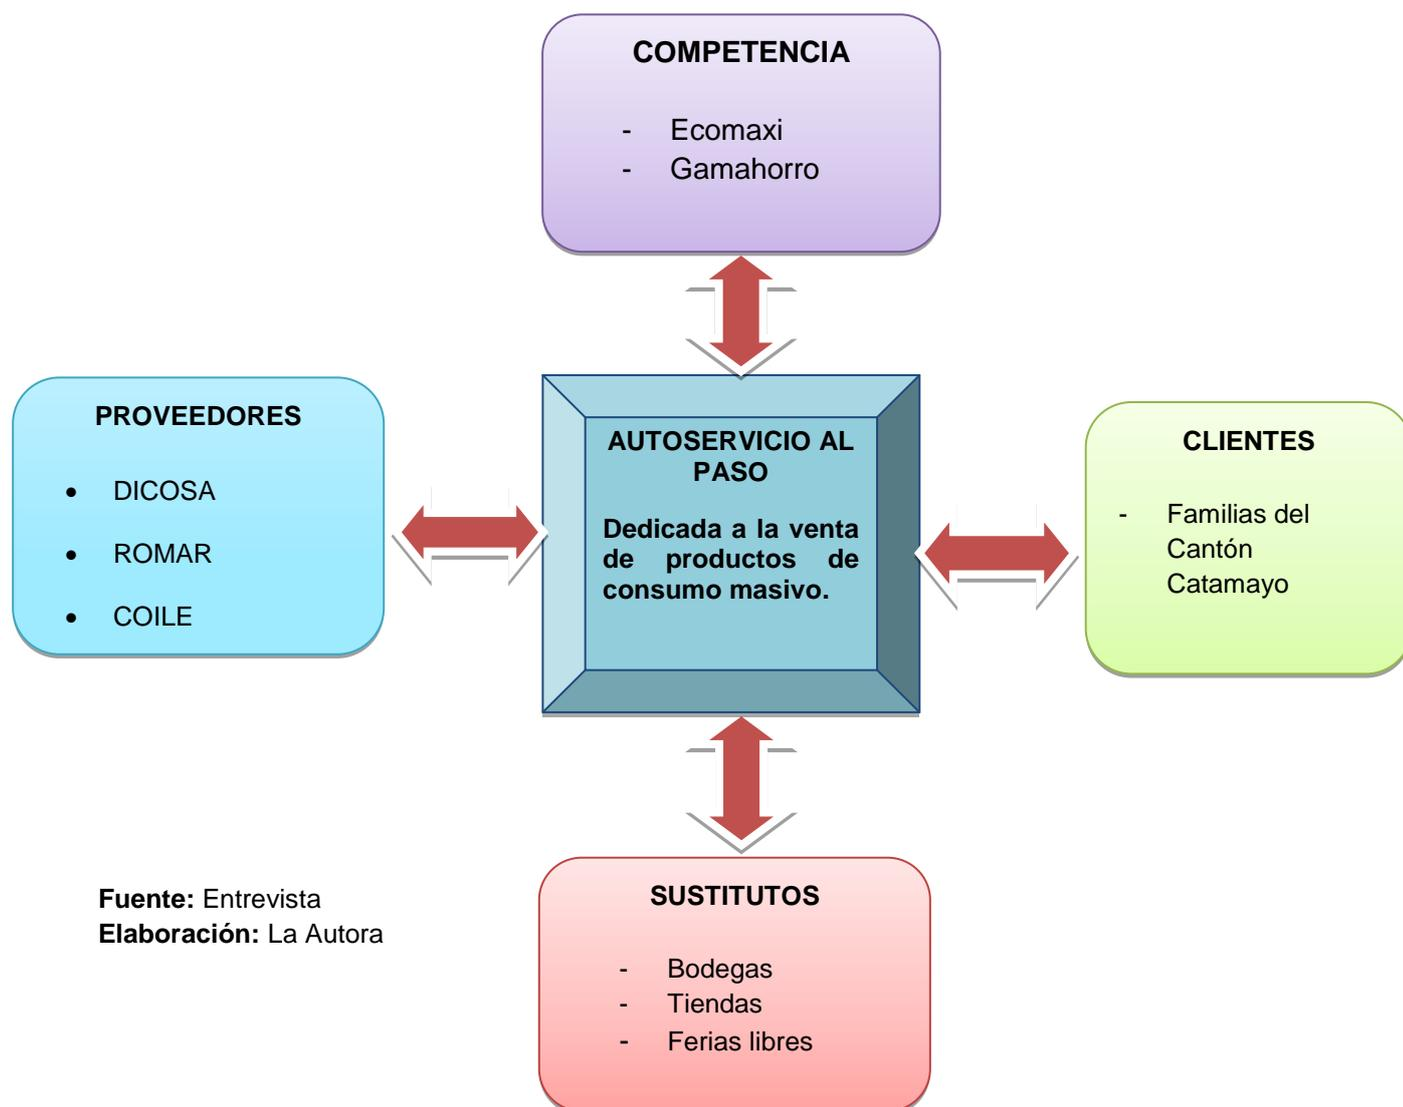 COMPETENCIA
- Ecomaxi
- Gamahorro
PROVEEDORES
• DICOSA
• ROMAR
• COILE
AUTOSERVICIO AL
PASO
Dedicada a la venta
de productos de
consumo masivo.
CLIENTES
- Familias del
Cantón
Catamayo
SUSTITUTOS
- Bodegas
- Tiendas
- Ferias libres
Fuente: Entrevista
Elaboración: La Autora